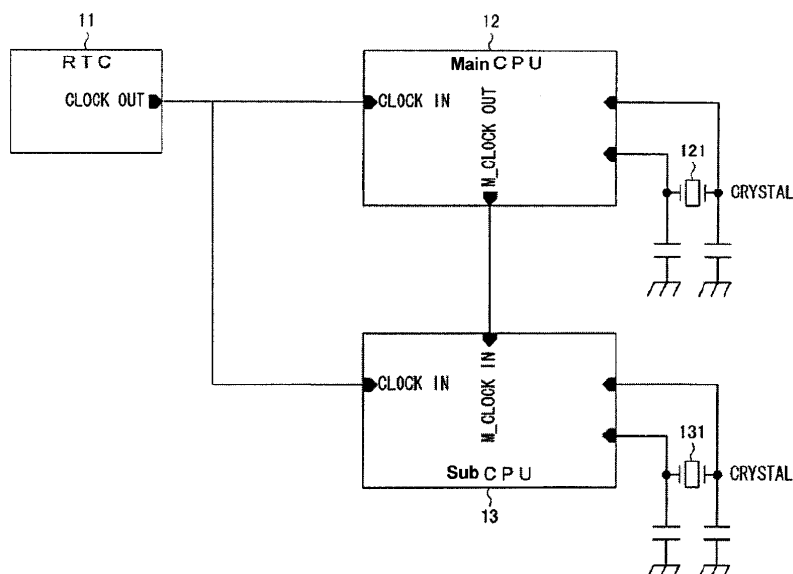 11
RTC
CLOCK OUT
12
Main CPU
CLOCK IN
M_CLOCK OUT
121
CRYSTAL
CLOCK IN
M_CLOCK IN
131
CRYSTAL
Sub CPU
13